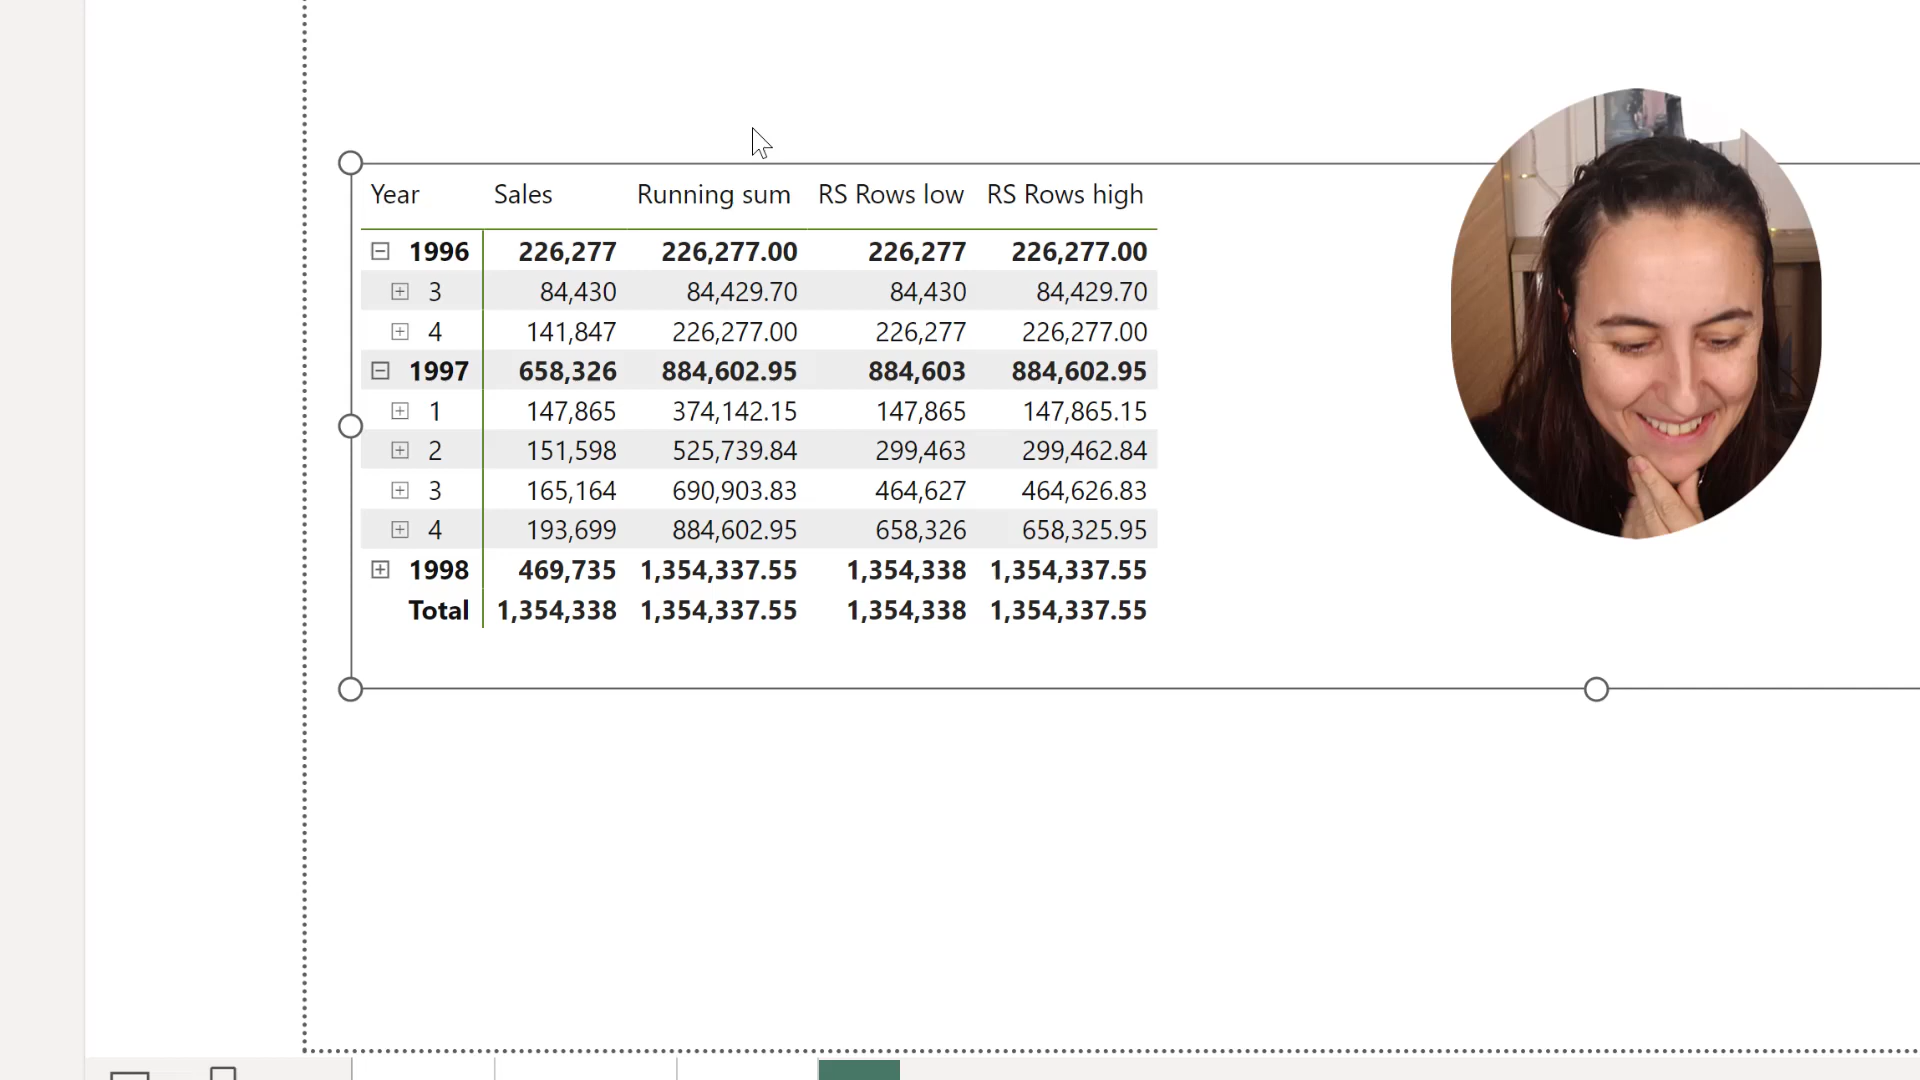 Year Sales Running sum RS Rows low RS Rows high
1996 226,277 226,277.00 226,277 226,277.00
3 84,430 84,429.70 84,430 84,429.70
4 141,847 226,277.00 226,277 226,277.00
1997 658,326 884,602.95 884,603 884,602.95
1 147,865 374,142.15 147,865 147,865.15
2 151,598 525,739.84 299,463 299,462.84
3 165,164 690,903.83 464,627 464,626.83
4 193,699 884,602.95 658,326 658,325.95
1998 469,735 1,354,337.55 1,354,338 1,354,337.55
Total 1,354,338 1,354,337.55 1,354,338 1,354,337.55